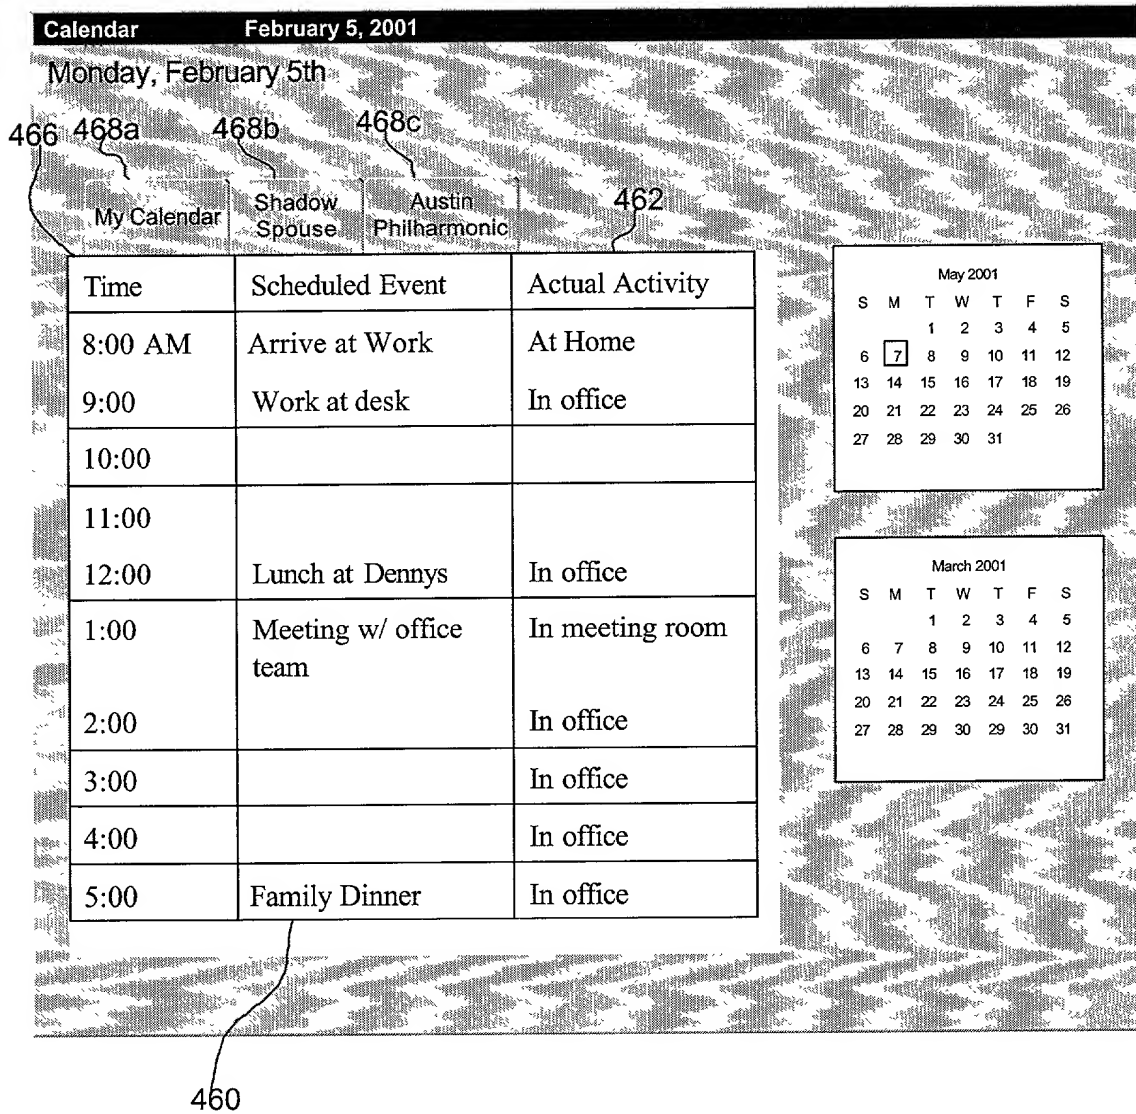 Calendar February 5, 2001
Monday, February 5th
466 468a 468b 468c
My Calendar
Shadow
Spouse
Austin
Philharmonic
462
Time Scheduled Event Actual Activity
8:00 AM Arrive at Work At Home
9:00 Work at desk In office
10:00
11:00
12:00 Lunch at Dennys In office
1:00 Meeting w/ office In meeting room
team
2:00 In office
3:00 In office
4:00 In office
5:00 Family Dinner In office
460
May 2001
S M T W T F S
1 2 3 4 5
6 7 8 9 10 11 12
13 14 15 16 17 18 19
20 21 22 23 24 25 26
27 28 29 30 31
March 2001
S M T W T F S
1 2 3 4 5
6 7 8 9 10 11 12
13 14 15 16 17 18 19
20 21 22 23 24 25 26
27 28 29 30 29 30 31